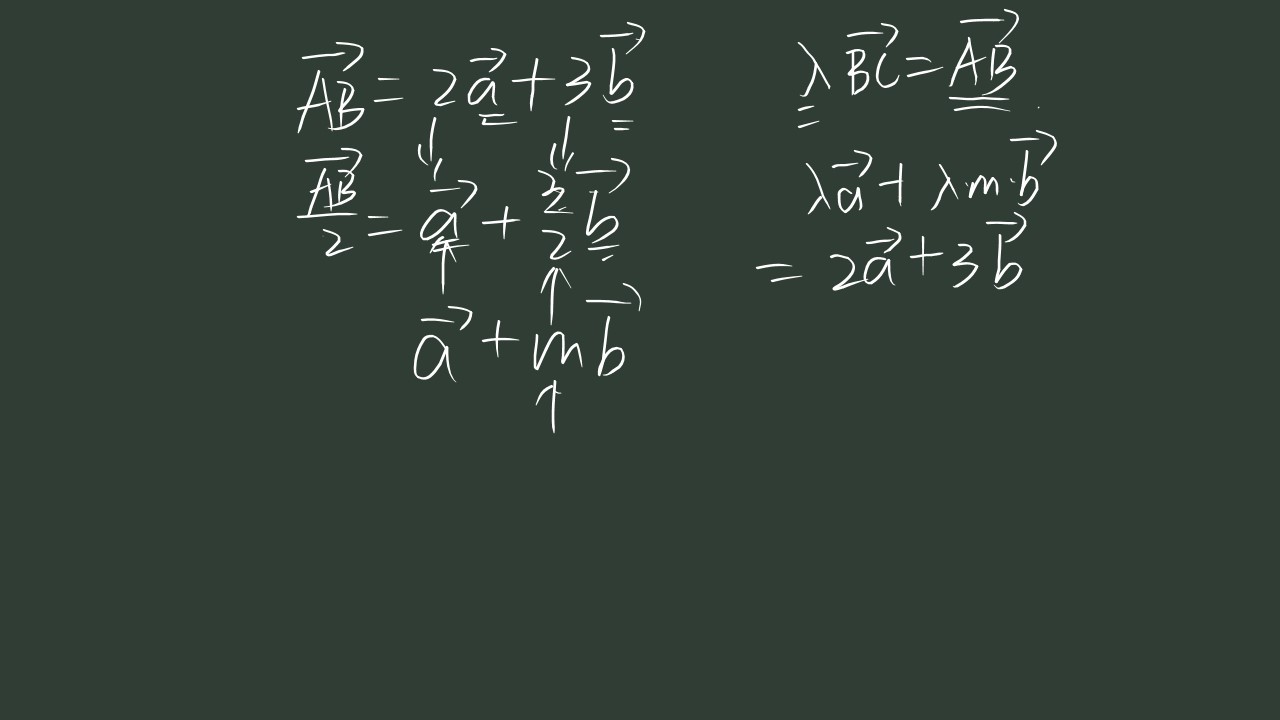 $\overrightarrow{AB} = 2\vec{a} + 3\vec{b}$
$\frac{\overrightarrow{AB}}{2} = \vec{a} + \frac{3}{2}\vec{b}$
$\vec{a} + m\vec{b}$
$\lambda \overrightarrow{BC} = \overrightarrow{AB}$
$\lambda\vec{a} + \lambda m \cdot \vec{b}$
$= 2\vec{a} + 3\vec{b}$